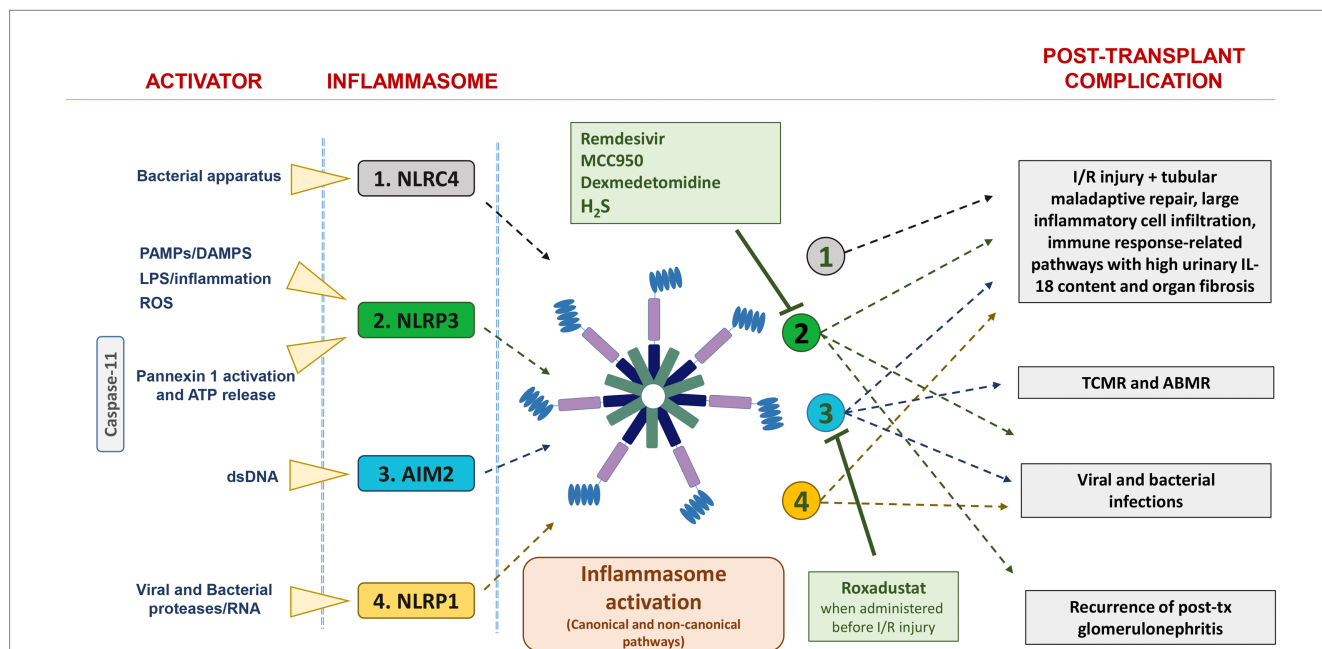 ACTIVATOR
INFLAMMASOME
POST-TRANSPLANT
COMPLICATION
Bacterial apparatus
1. NLRC4
PAMPs/DAMPS
LPS/inflammation
ROS
2. NLRP3
Caspase-11
Pannexin 1 activation
and ATP release
dsDNA
3. AIM2
Viral and Bacterial
proteases/RNA
4. NLRP1
Remdesivir
MCC950
Dexmedetomidine
H₂S
Inflammasome
activation
(Canonical and non-canonical
pathways)
1
2
3
4
Roxadustat
when administered
before I/R injury
I/R injury + tubular
maladaptive repair, large
inflammatory cell infiltration,
immune response-related
pathways with high urinary IL-
18 content and organ fibrosis
TCMR and ABMR
Viral and bacterial
infections
Recurrence of post-tx
glomerulonephritis